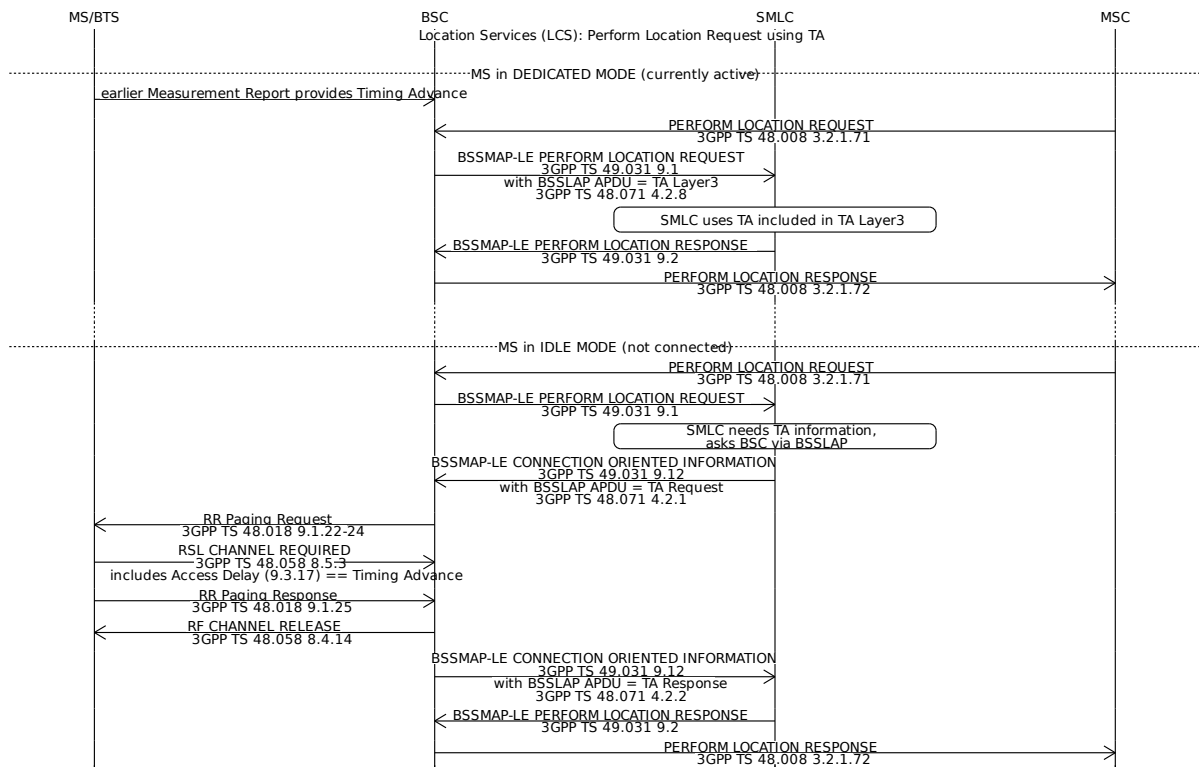 MS/BTS BSC SMLC MSC
Location Services (LCS): Perform Location Request using TA
MS in DEDICATED MODE (currently active)
earlier Measurement Report provides Timing Advance
PERFORM LOCATION REQUEST
3GPP TS 48.008 3.2.1.71
BSSMAP-LE PERFORM LOCATION REQUEST
3GPP TS 49.031 9.1
with BSSLAP APDU = TA Layer3
3GPP TS 48.071 4.2.8
SMLC uses TA included in TA Layer3
BSSMAP-LE PERFORM LOCATION RESPONSE
3GPP TS 49.031 9.2
PERFORM LOCATION RESPONSE
3GPP TS 48.008 3.2.1.72
MS in IDLE MODE (not connected)
PERFORM LOCATION REQUEST
3GPP TS 48.008 3.2.1.71
BSSMAP-LE PERFORM LOCATION REQUEST
3GPP TS 49.031 9.1
SMLC needs TA information,
asks BSC via BSSLAP
BSSMAP-LE CONNECTION ORIENTED INFORMATION
3GPP TS 49.031 9.12
with BSSLAP APDU = TA Request
3GPP TS 48.071 4.2.1
RR Paging Request
3GPP TS 48.018 9.1.22-24
RSL CHANNEL REQUIRED
3GPP TS 48.058 8.5.3
includes Access Delay (9.3.17) == Timing Advance
RR Paging Response
3GPP TS 48.018 9.1.25
RF CHANNEL RELEASE
3GPP TS 48.058 8.4.14
BSSMAP-LE CONNECTION ORIENTED INFORMATION
3GPP TS 49.031 9.12
with BSSLAP APDU = TA Response
3GPP TS 48.071 4.2.2
BSSMAP-LE PERFORM LOCATION RESPONSE
3GPP TS 49.031 9.2
PERFORM LOCATION RESPONSE
3GPP TS 48.008 3.2.1.72